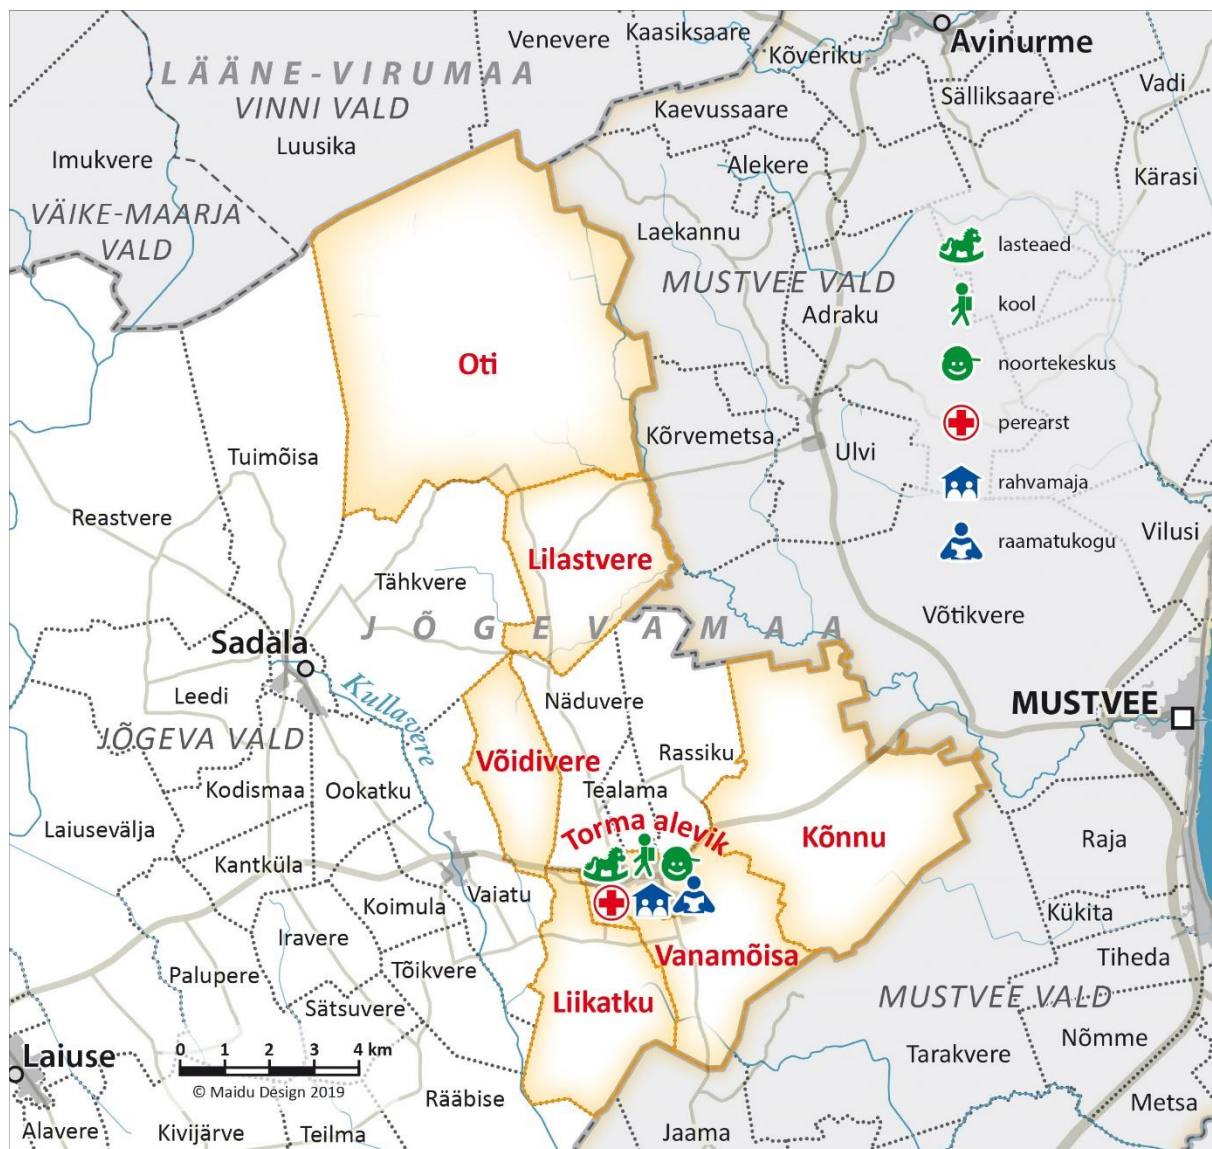 Venevere
Kaasiksaare
Kõveriku
Avinurme
LÄÄNE-VIRUMAA
VINNI VALD
Luusika
Imukvere
VÄIKE-MAARJA
VALD
Kaevussaare
Sälliksaare
Vadi
Alekere
Kärasi
Laekannu
MUSTVEE VALD
Adraku
lasteaed
kool
noortekeskus
perearst
rahvamaja
raamatukogu
Oti
Kõrvemetsa
Ulvi
Tuimõisa
Reastvere
Vilusi
Lilastvere
Tähkvere
Võtikvere
JÕGEVAMAA
Sadala
Leedi
Kullavere
Näduvere
MUSTVEE
JÕGEVA VALD
Võidivere
Rassiku
Kodismaa
Ookatku
Tealama
Laiusevälja
Torma alevik
Kõnnu
Raja
Kantküla
Koimula
Vaiatu
Kükita
Iravere
Palupere
Tõikvere
Vanamõisa
Tiheda
Sätsuvere
Liikatku
MUSTVEE VALD
Nõmme
Laiuse
0 1 2 3 4 km
© Maidu Design 2019
Tarakvere
Rääbise
Metsa
Alavere
Kivijärve
Teilma
Jaama